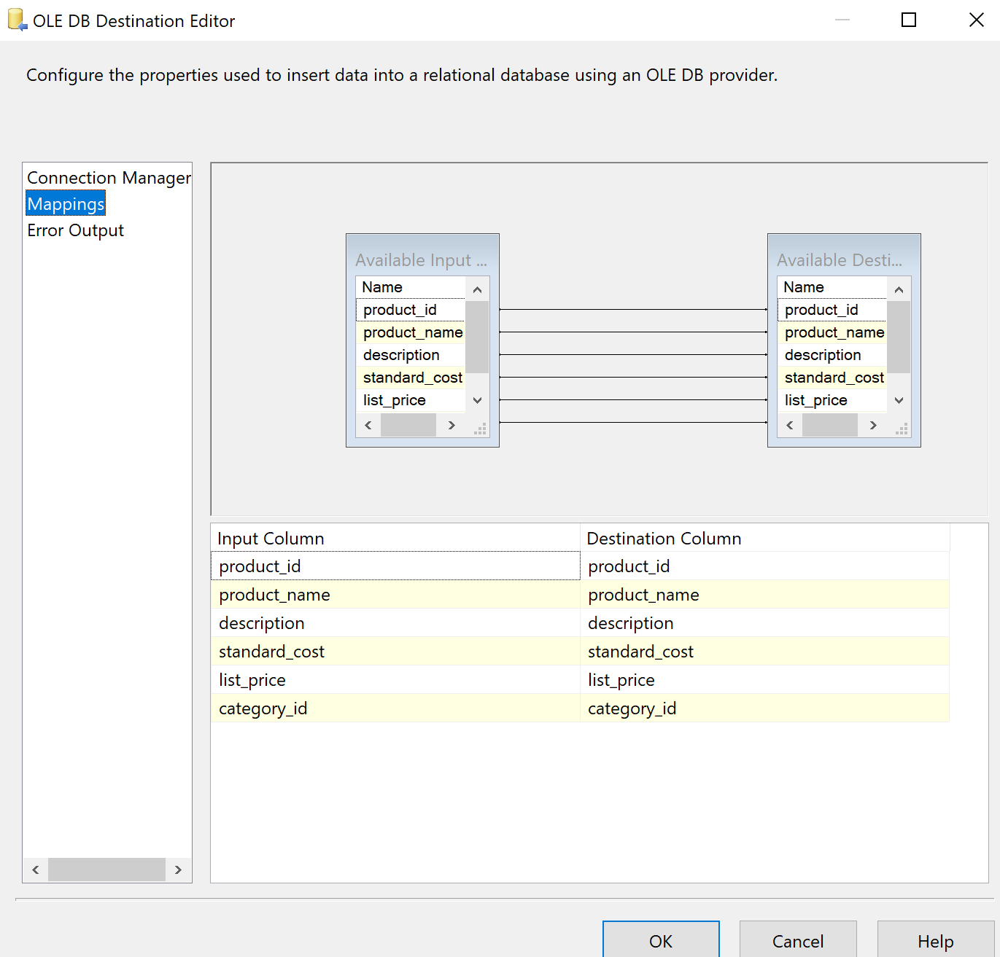 OLE DB Destination Editor
Configure the properties used to insert data into a relational database using an OLE DB provider.
Connection Manager
Mappings
Error Output
Available Input ...
Name
product_id
product_name
description
standard_cost
list_price
Available Desti...
Name
product_id
product_name
description
standard_cost
list_price
Input Column Destination Column
product_id product_id
product_name product_name
description description
standard_cost standard_cost
list_price list_price
category_id category_id
OK Cancel Help